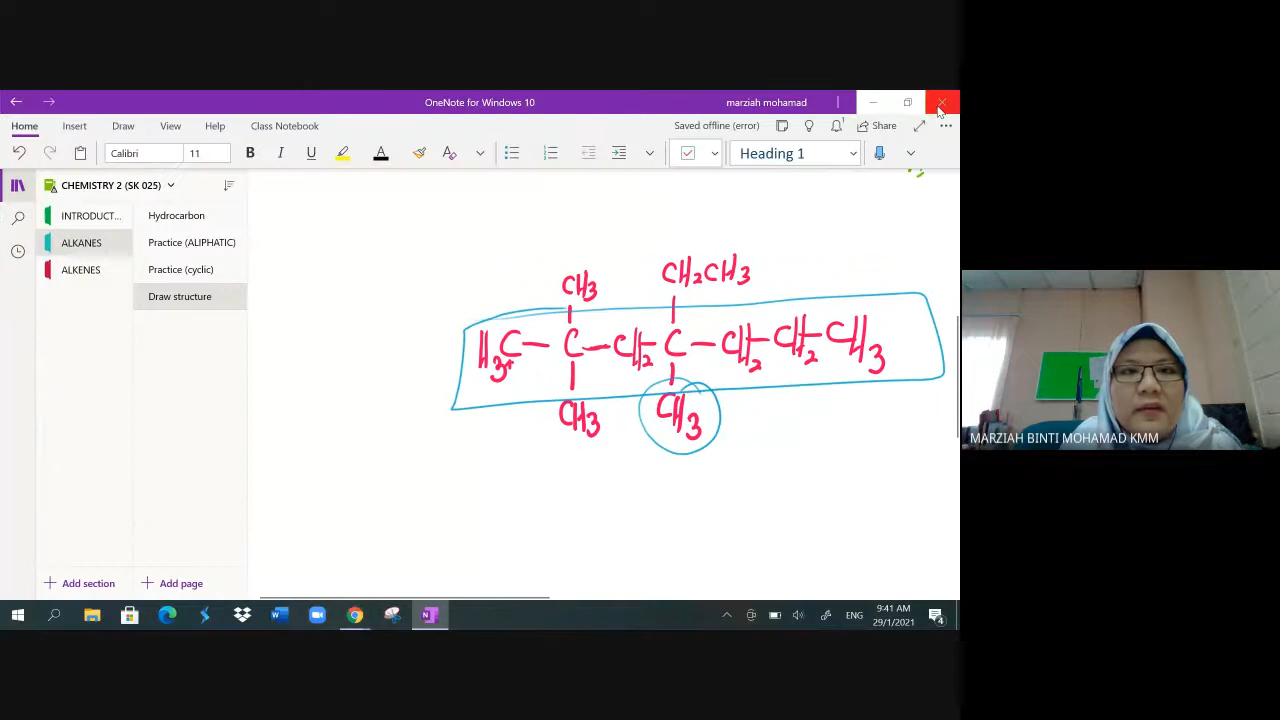 OneNote for Windows 10
marziah mohamad
Home Insert Draw View Help Class Notebook
Saved offline (error)
Share
Calibri 11 B I U A Heading 1
CHEMISTRY 2 (SK 025)
INTRODUCT...
ALKANES
ALKENES
Hydrocarbon
Practice (ALIPHATIC)
Practice (cyclic)
Draw structure
CH3 CH2CH3
H3C — C — CH2 — C — CH2 — CH2 — CH3
CH3 CH3
MARZIAH BINTI MOHAMAD KMM
+ Add section
+ Add page
ENG
9:41 AM
29/1/2021
4